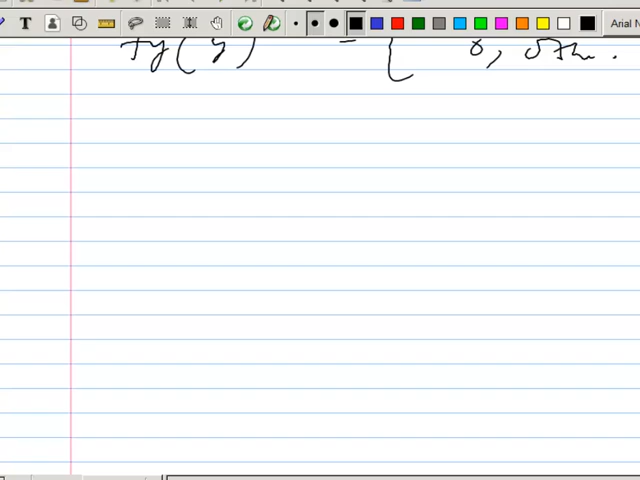 T
Arial N
fy(y) = { 0, oth.